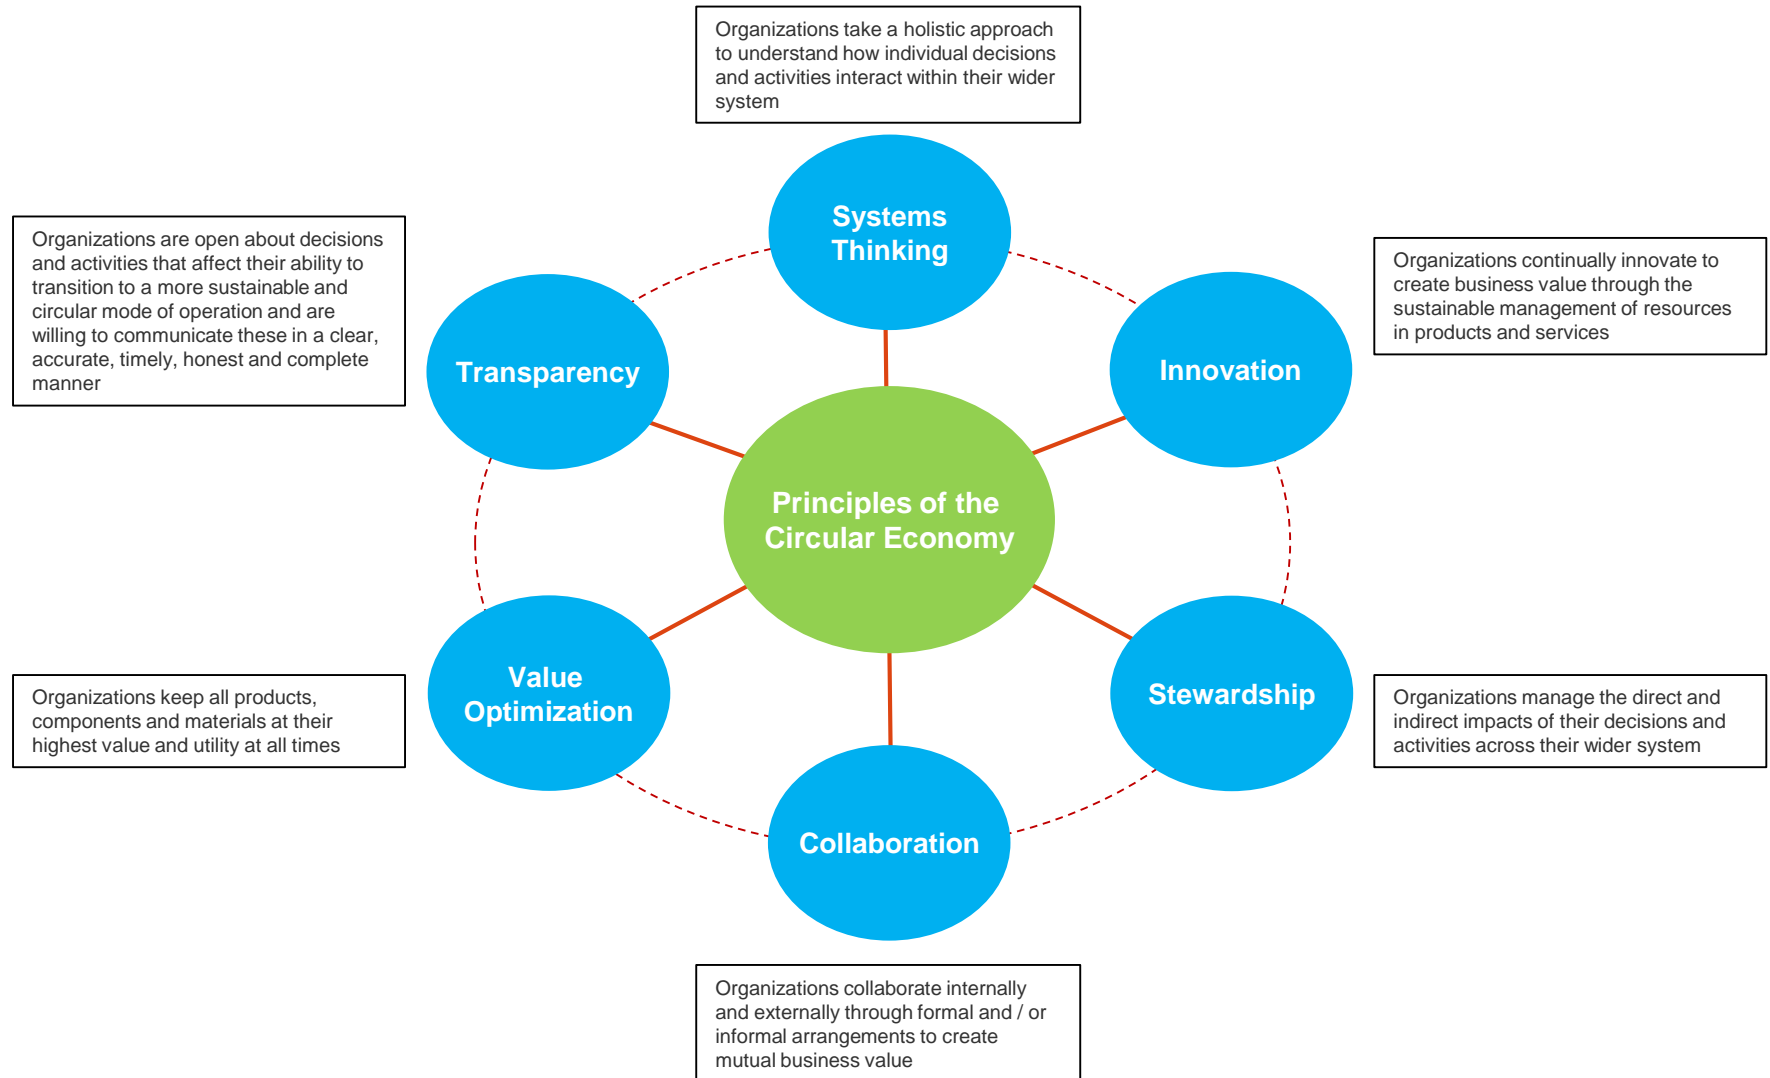 Organizations take a holistic approach
to understand how individual decisions
and activities interact within their wider
system
Systems
Thinking
Organizations are open about decisions
and activities that affect their ability to
transition to a more sustainable and
circular mode of operation and are
willing to communicate these in a clear,
accurate, timely, honest and complete
manner
Transparency
Innovation
Organizations continually innovate to
create business value through the
sustainable management of resources
in products and services
Principles of the
Circular Economy
Organizations keep all products,
components and materials at their
highest value and utility at all times
Value
Optimization
Stewardship
Organizations manage the direct and
indirect impacts of their decisions and
activities across their wider system
Collaboration
Organizations collaborate internally
and externally through formal and / or
informal arrangements to create
mutual business value